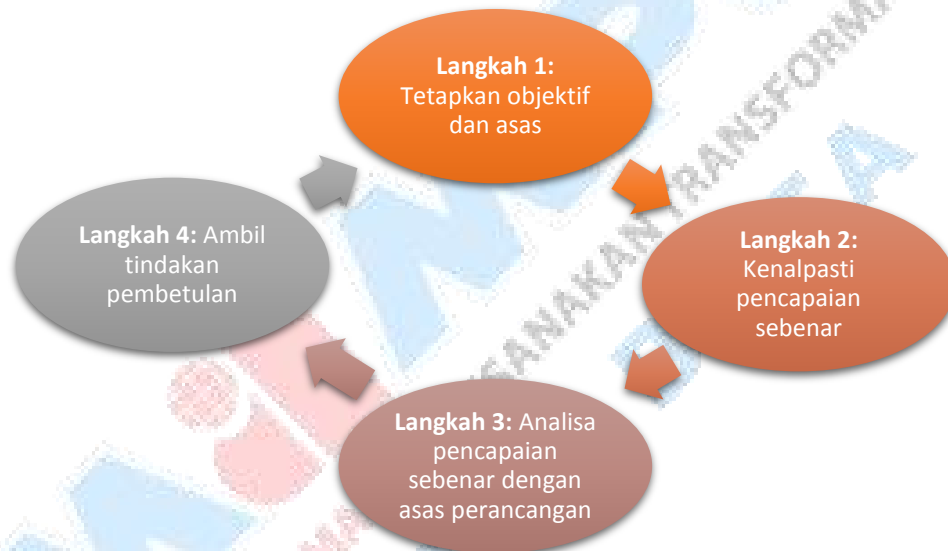 Langkah 1:
Tetapkan objektif
dan asas
Langkah 2:
Kenalpasti
pencapaian
sebenar
Langkah 3: Analisa
pencapaian
sebenar dengan
asas perancangan
Langkah 4: Ambil
tindakan
pembetulan